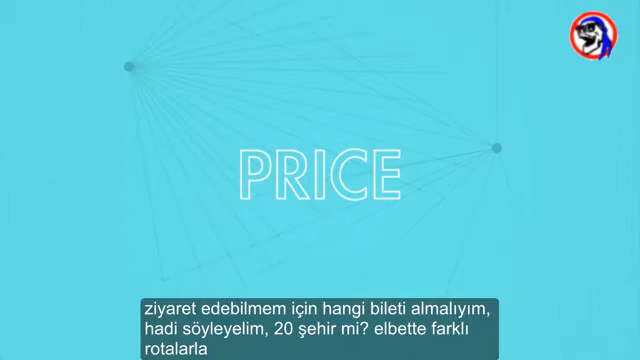 PRICE
ziyaret edebilmem için hangi bileti almalıyım,
hadi söyleyelim, 20 şehir mi? elbette farklı
rotalarla